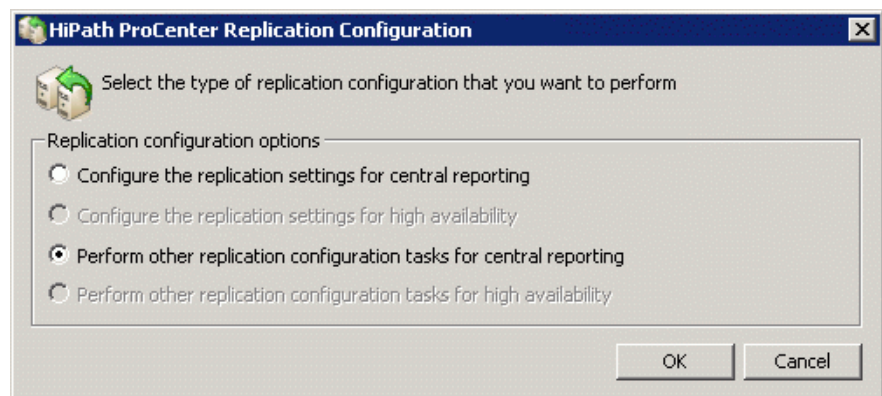 HiPath ProCenter Replication Configuration
Select the type of replication configuration that you want to perform
Replication configuration options
Configure the replication settings for central reporting
Configure the replication settings for high availability
Perform other replication configuration tasks for central reporting
Perform other replication configuration tasks for high availability
OK Cancel